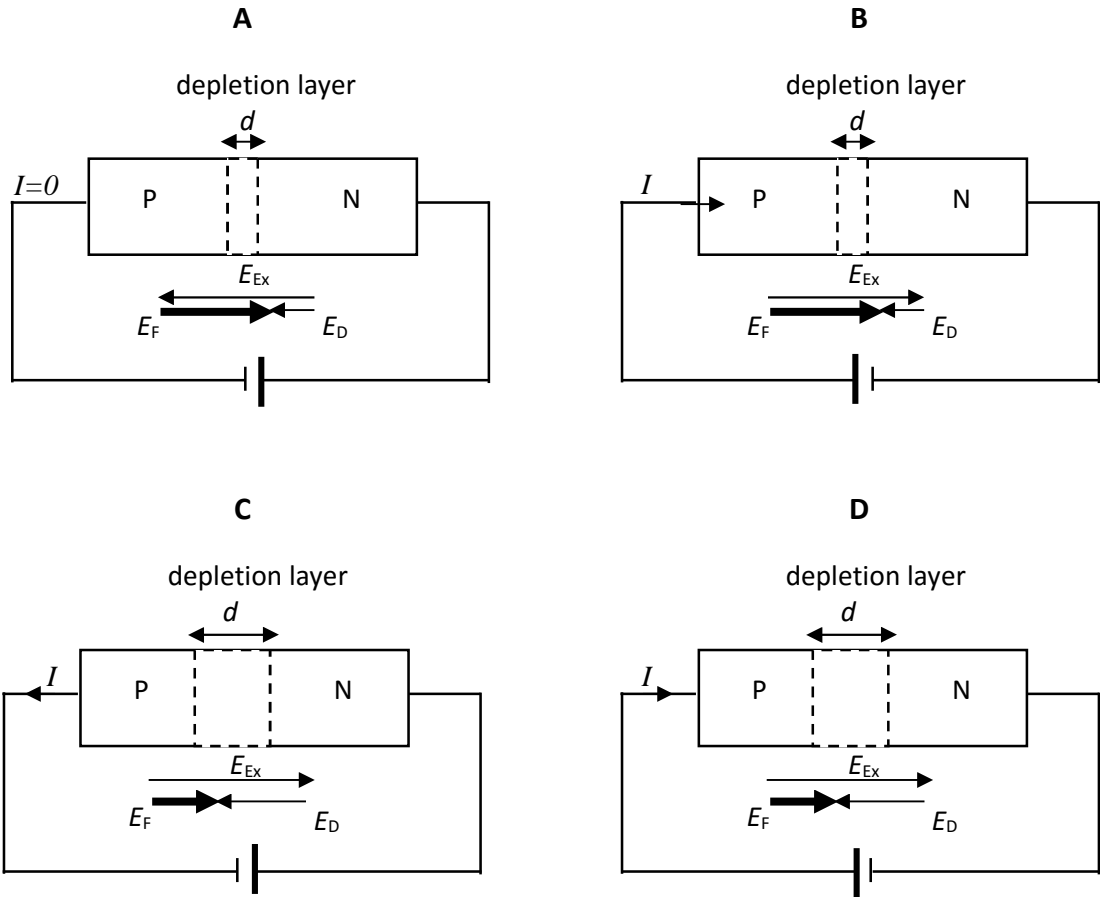 A
depletion layer
d
I=0
P
N
E_Ex
E_F
E_D
B
depletion layer
d
I
P
N
E_Ex
E_F
E_D
C
depletion layer
d
I
P
N
E_Ex
E_F
E_D
D
depletion layer
d
I
P
N
E_Ex
E_F
E_D